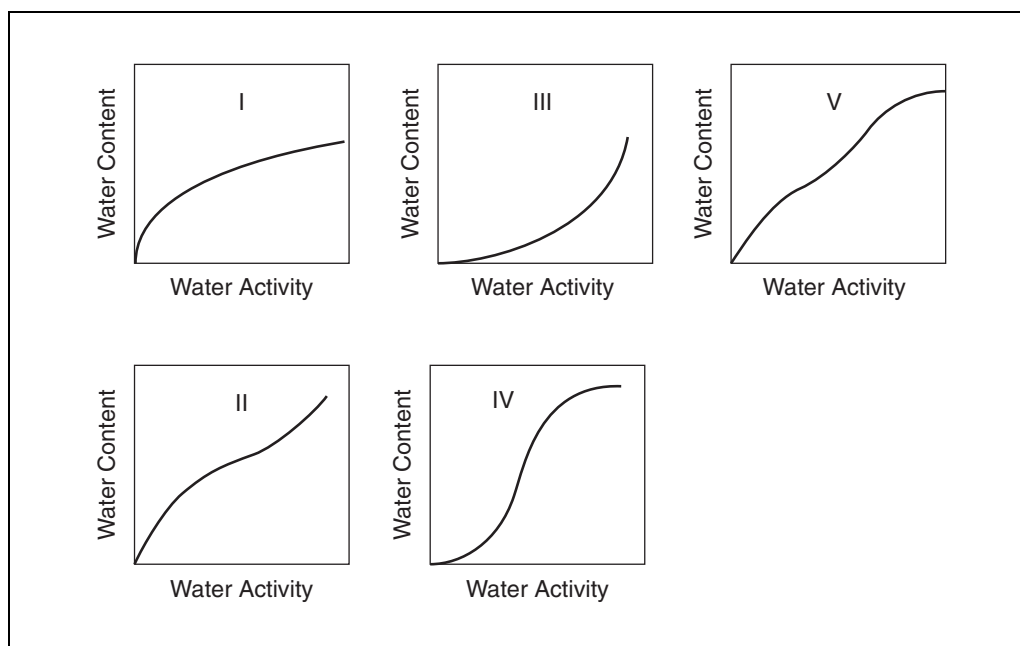 I
Water Content
Water Activity
III
Water Content
Water Activity
V
Water Content
Water Activity
II
Water Content
Water Activity
IV
Water Content
Water Activity